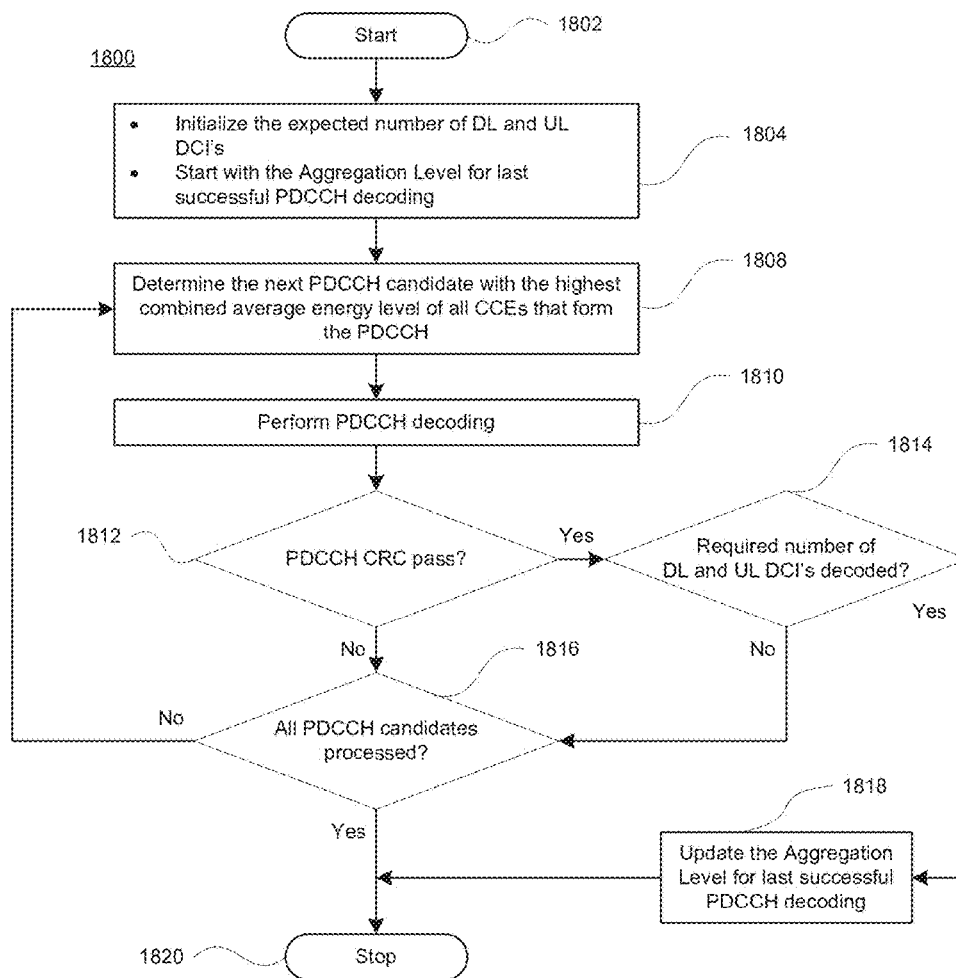 Start
1802
1800
• Initialize the expected number of DL and UL
DCI's
• Start with the Aggregation Level for last
successful PDCCH decoding
1804
Determine the next PDCCH candidate with the highest
combined average energy level of all CCEs that form
the PDCCH
1808
Perform PDCCH decoding
1810
1812
PDCCH CRC pass?
Yes
1814
Required number of
DL and UL DCI's decoded?
Yes
No
No
1816
No
All PDCCH candidates
processed?
Yes
1818
Update the Aggregation
Level for last successful
PDCCH decoding
1820
Stop